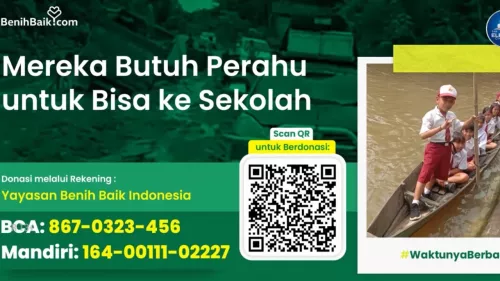 BenihBaik.com
Mereka Butuh Perahu
untuk Bisa ke Sekolah
Scan QR
untuk Berdonasi:
Donasi melalui Rekening :
Yayasan Benih Baik Indonesia
BCA: 867-0323-456
Mandiri: 164-00111-02227
#WaktunyaBerba